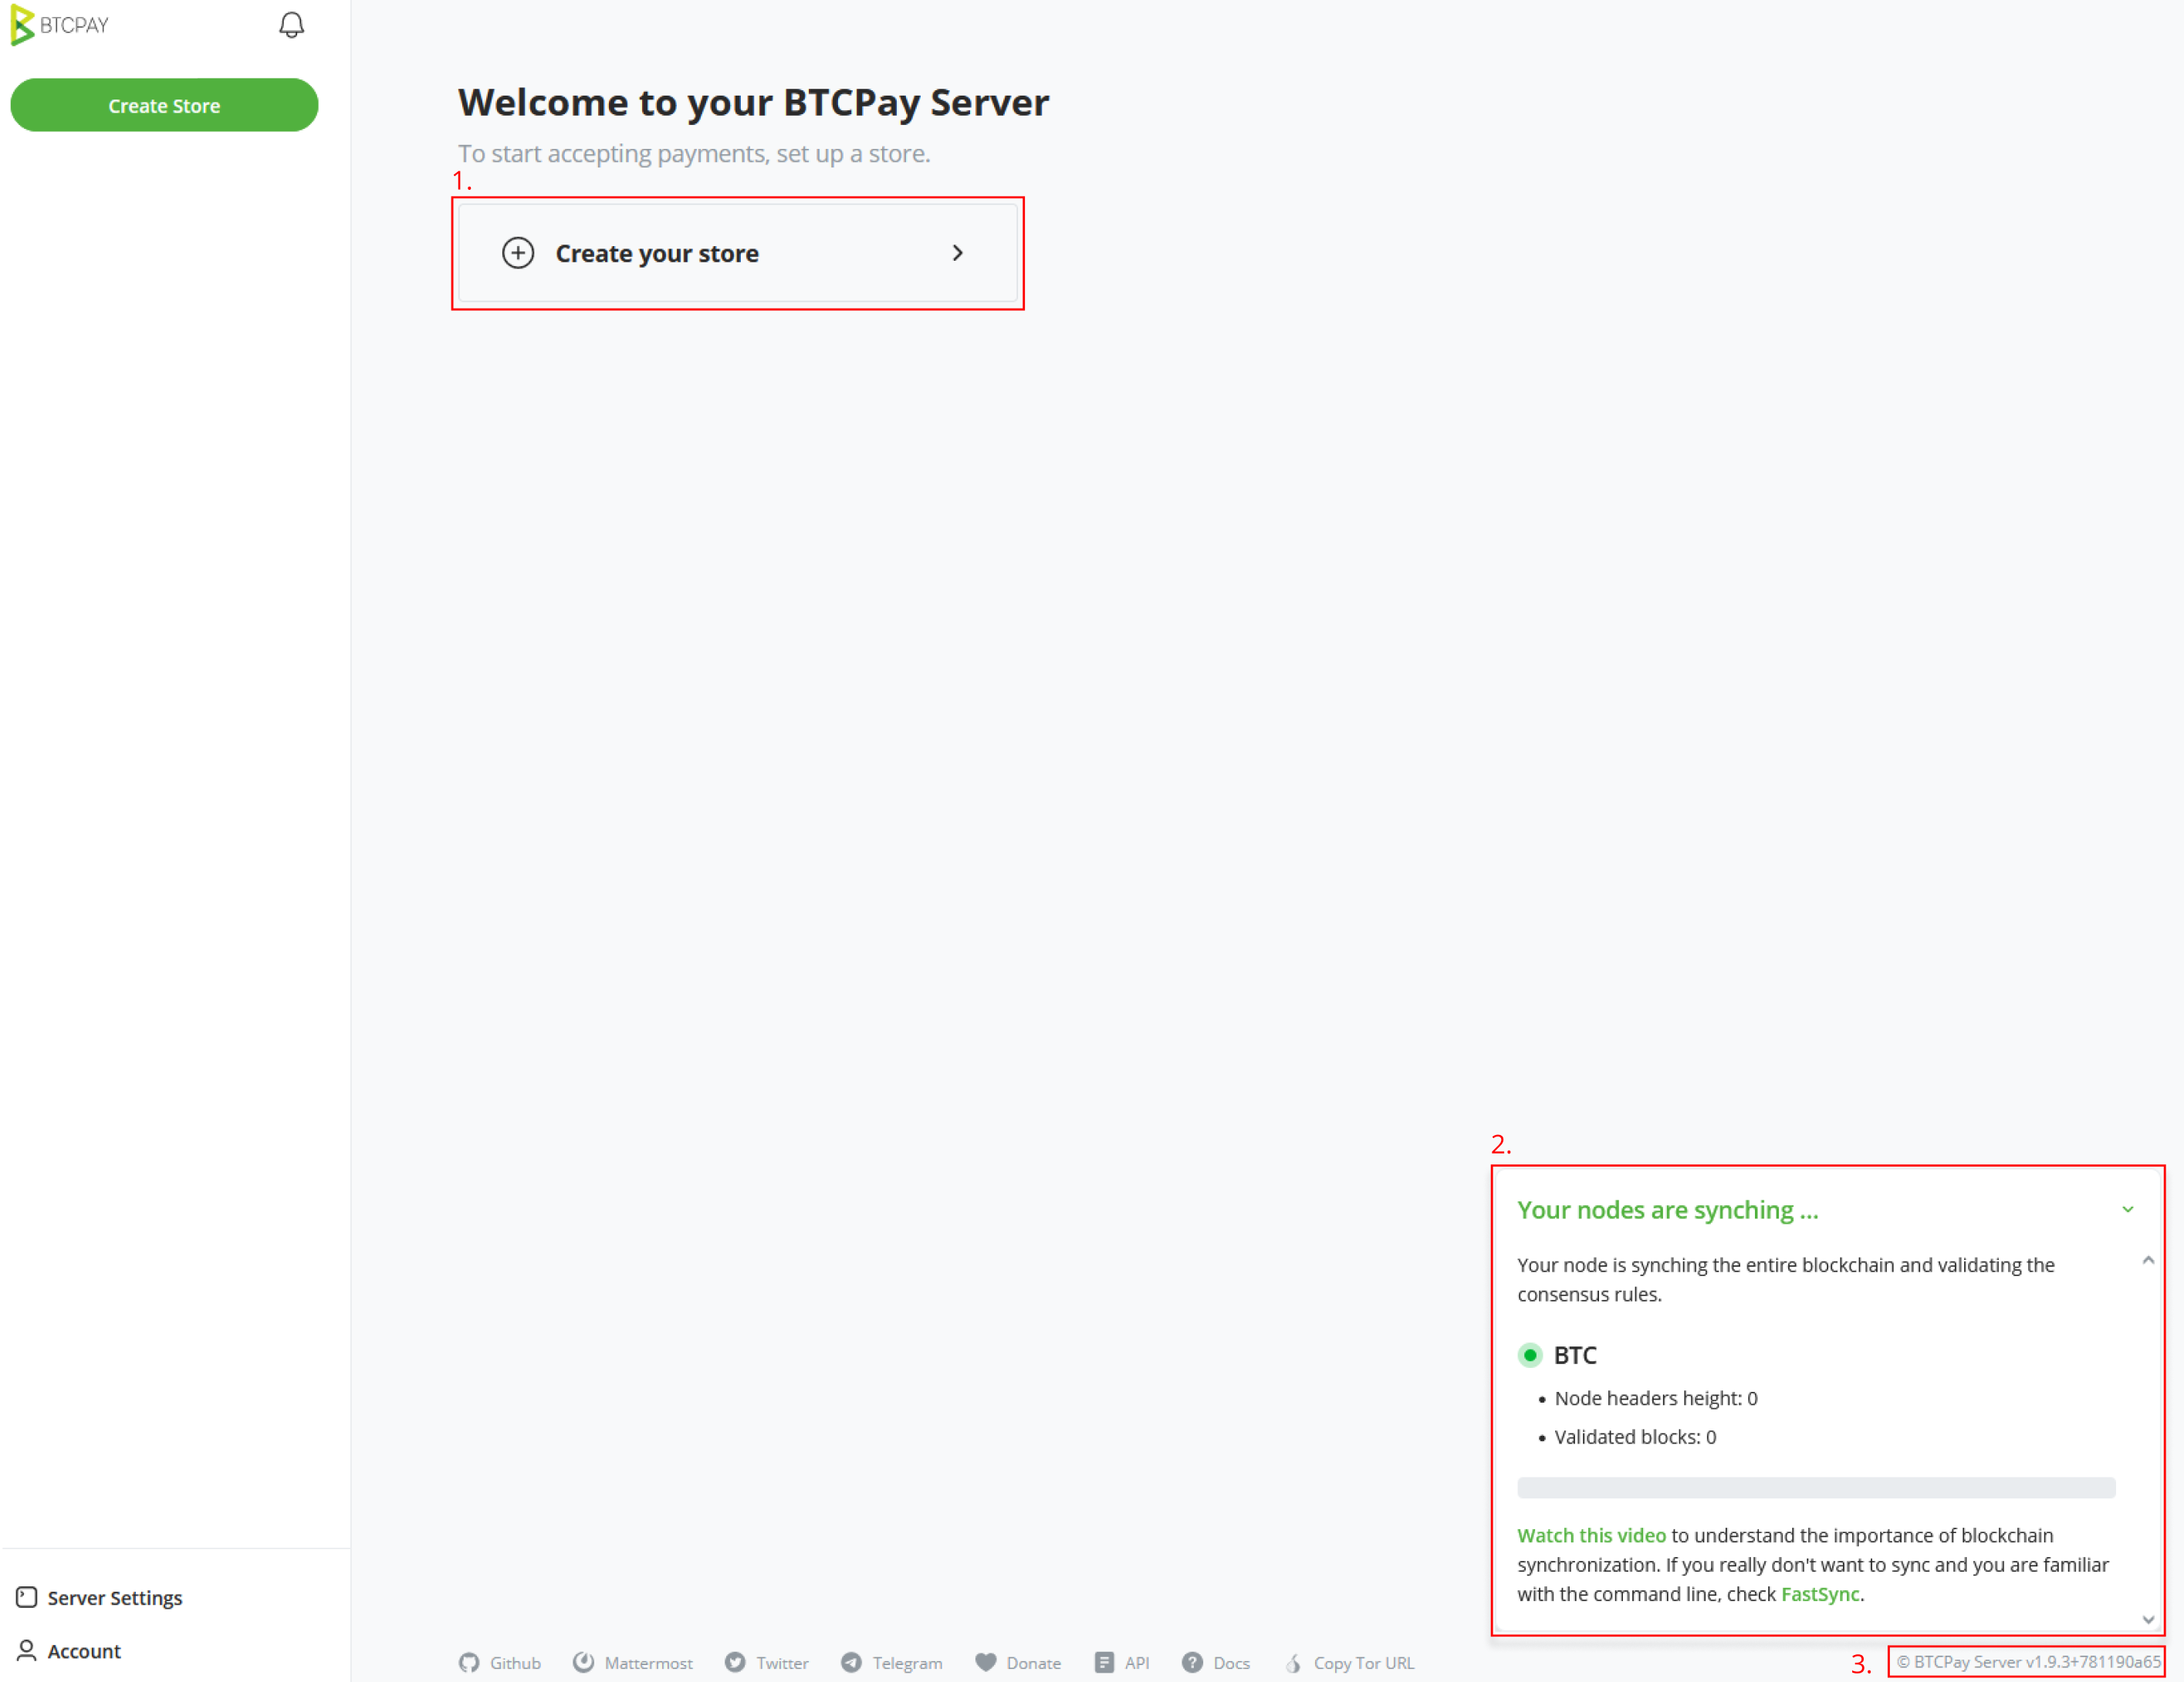 BTCPAY
Create Store
Welcome to your BTCPay Server
To start accepting payments, set up a store.
1.
Create your store
2.
Your nodes are synching ...
Your node is synching the entire blockchain and validating the
consensus rules.
BTC
• Node headers height: 0
• Validated blocks: 0
Watch this video to understand the importance of blockchain
synchronization. If you really don't want to sync and you are familiar
with the command line, check FastSync.
Server Settings
Account
Github Mattermost Twitter Telegram Donate API Docs Copy Tor URL
3. © BTCPay Server v1.9.3+781190a65